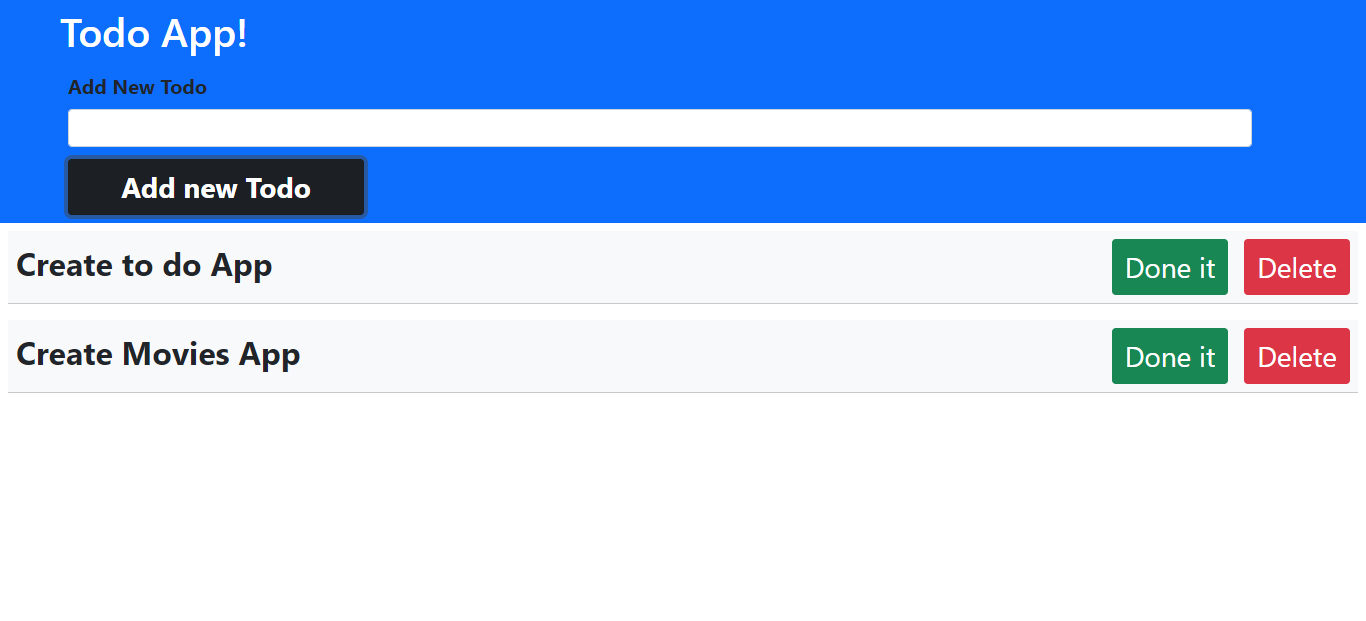 Todo App!
Add New Todo
Add new Todo
Create to do App Done it Delete
Create Movies App Done it Delete